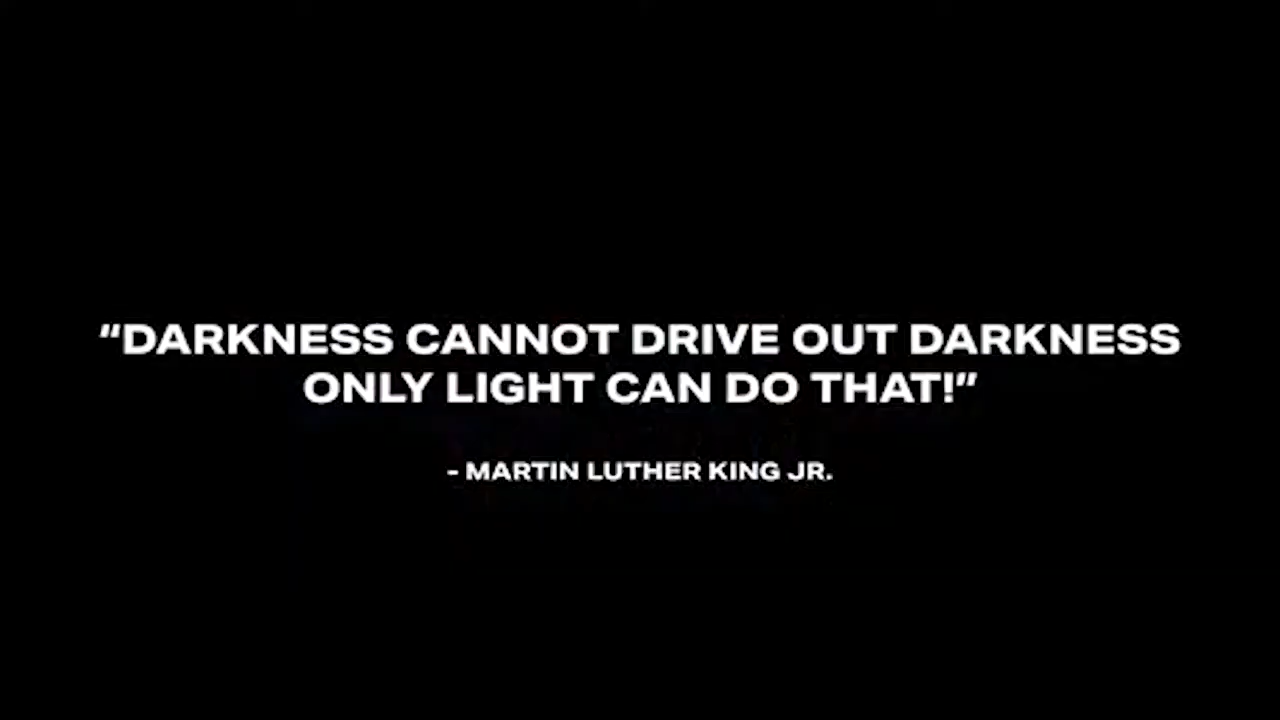 “DARKNESS CANNOT DRIVE OUT DARKNESS
ONLY LIGHT CAN DO THAT!”
- MARTIN LUTHER KING JR.